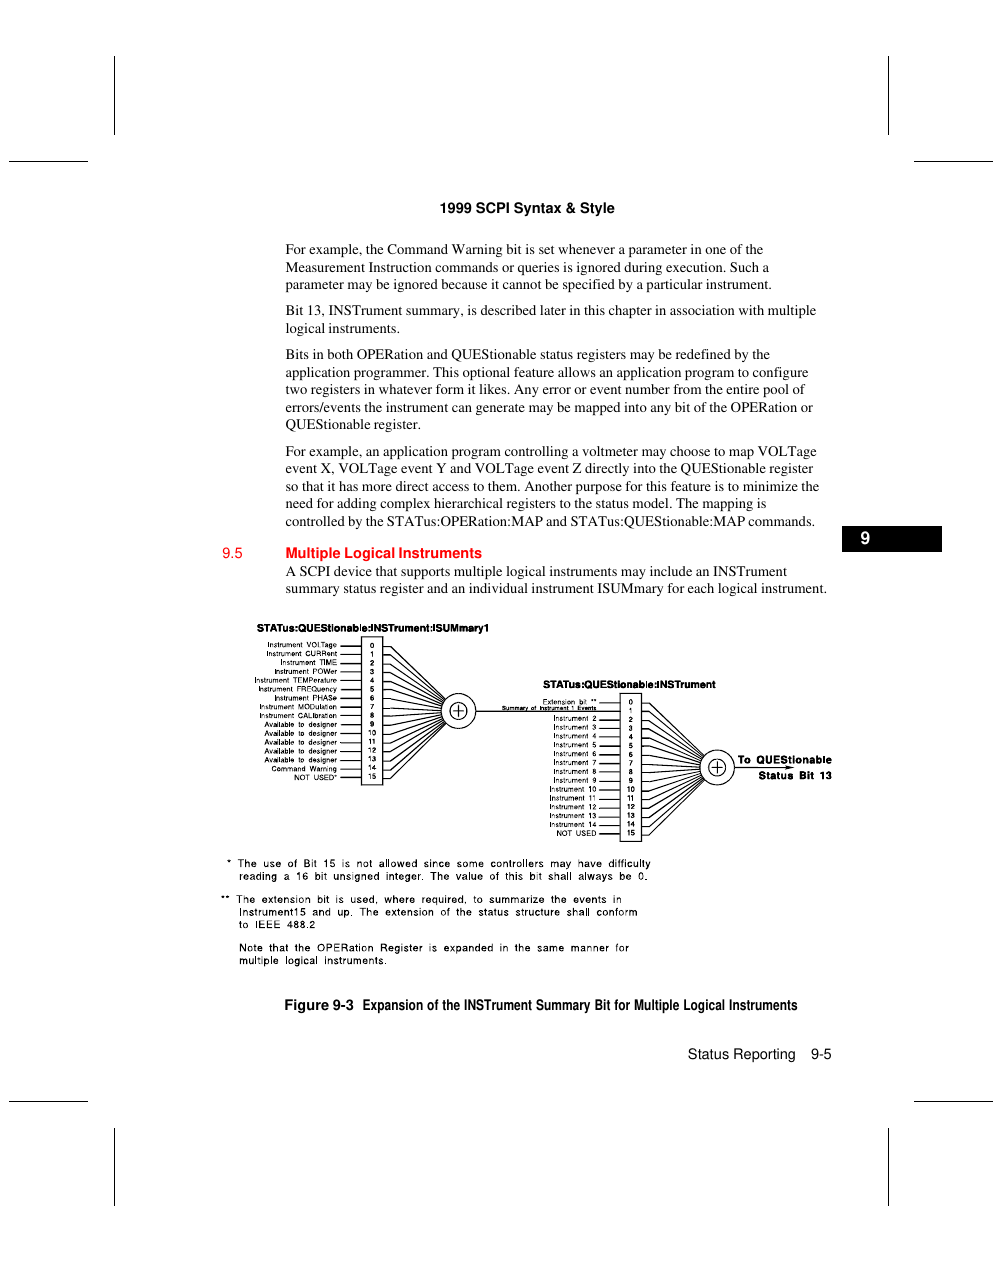 1999 SCPI Syntax & Style
For example, the Command Warning bit is set whenever a parameter in one of the
Measurement Instruction commands or queries is ignored during execution. Such a
parameter may be ignored because it cannot be specified by a particular instrument.
Bit 13, INSTrument summary, is described later in this chapter in association with multiple
logical instruments.
Bits in both OPERation and QUEStionable status registers may be redefined by the
application programmer. This optional feature allows an application program to configure
two registers in whatever form it likes. Any error or event number from the entire pool of
errors/events the instrument can generate may be mapped into any bit of the OPERation or
QUEStionable register.
For example, an application program controlling a voltmeter may choose to map VOLTage
event X, VOLTage event Y and VOLTage event Z directly into the QUEStionable register
so that it has more direct access to them. Another purpose for this feature is to minimize the
need for adding complex hierarchical registers to the status model. The mapping is
controlled by the STATus:OPERation:MAP and STATus:QUEStionable:MAP commands.
9
9.5 Multiple Logical Instruments
A SCPI device that supports multiple logical instruments may include an INSTrument
summary status register and an individual instrument ISUMmary for each logical instrument.
STATus:QUEStionable:INSTrument:ISUMmary1
Instrument VOLTage 0
Instrument CURRent 1
Instrument TIME 2
Instrument POWer 3
Instrument TEMPerature 4
Instrument FREQuency 5
Instrument PHASe 6
Instrument MODulation 7
Instrument CALibration 8
Available to designer 9
Available to designer 10
Available to designer 11
Available to designer 12
Available to designer 13
Command Warning 14
NOT USED* 15
STATus:QUEStionable:INSTrument
Extension bit ** 0
Summary of Instrument 1 Events 1
Instrument 2 2
Instrument 3 3
Instrument 4 4
Instrument 5 5
Instrument 6 6
Instrument 7 7
Instrument 8 8
Instrument 9 9
Instrument 10 10
Instrument 11 11
Instrument 12 12
Instrument 13 13
Instrument 14 14
NOT USED 15
To QUEStionable
Status Bit 13
* The use of Bit 15 is not allowed since some controllers may have difficulty
reading a 16 bit unsigned integer. The value of this bit shall always be 0.
** The extension bit is used, where required, to summarize the events in
Instrument15 and up. The extension of the status structure shall conform
to IEEE 488.2
Note that the OPERation Register is expanded in the same manner for
multiple logical instruments.
Figure 9-3 Expansion of the INSTrument Summary Bit for Multiple Logical Instruments
Status Reporting 9-5